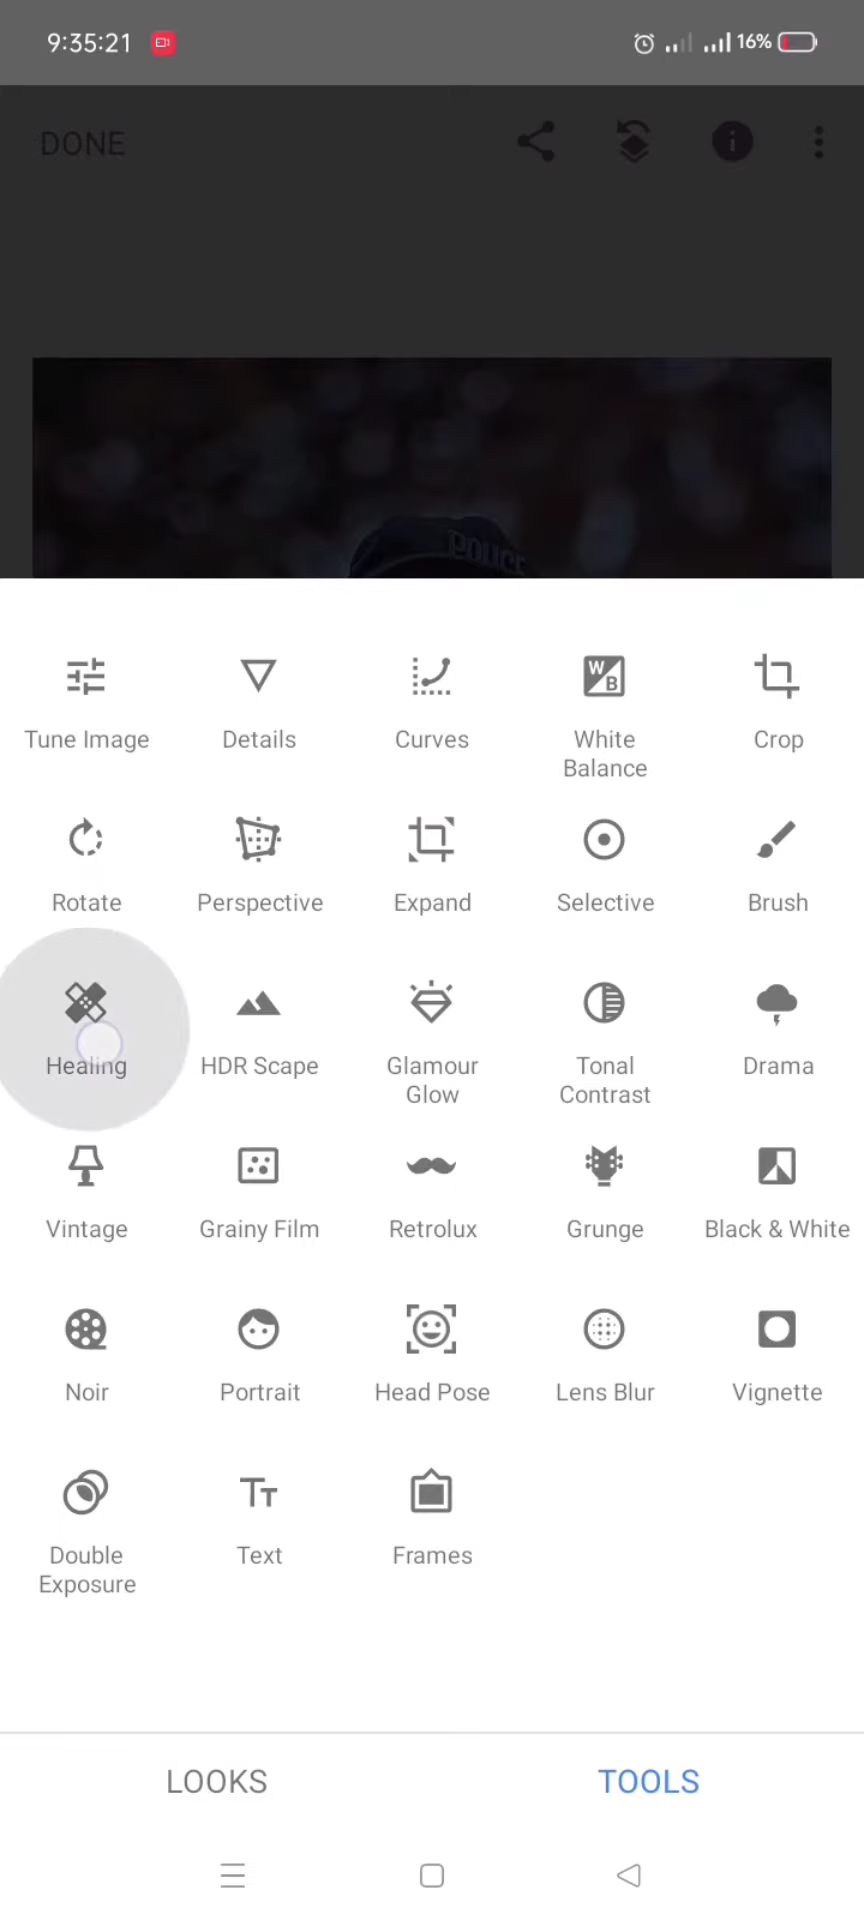 9:35:21
16%
DONE
POLICE
Tune Image
Details
Curves
White
Balance
Crop
Rotate
Perspective
Expand
Selective
Brush
Healing
HDR Scape
Glamour
Glow
Tonal
Contrast
Drama
Vintage
Grainy Film
Retrolux
Grunge
Black & White
Noir
Portrait
Head Pose
Lens Blur
Vignette
Double
Exposure
Text
Frames
LOOKS
TOOLS